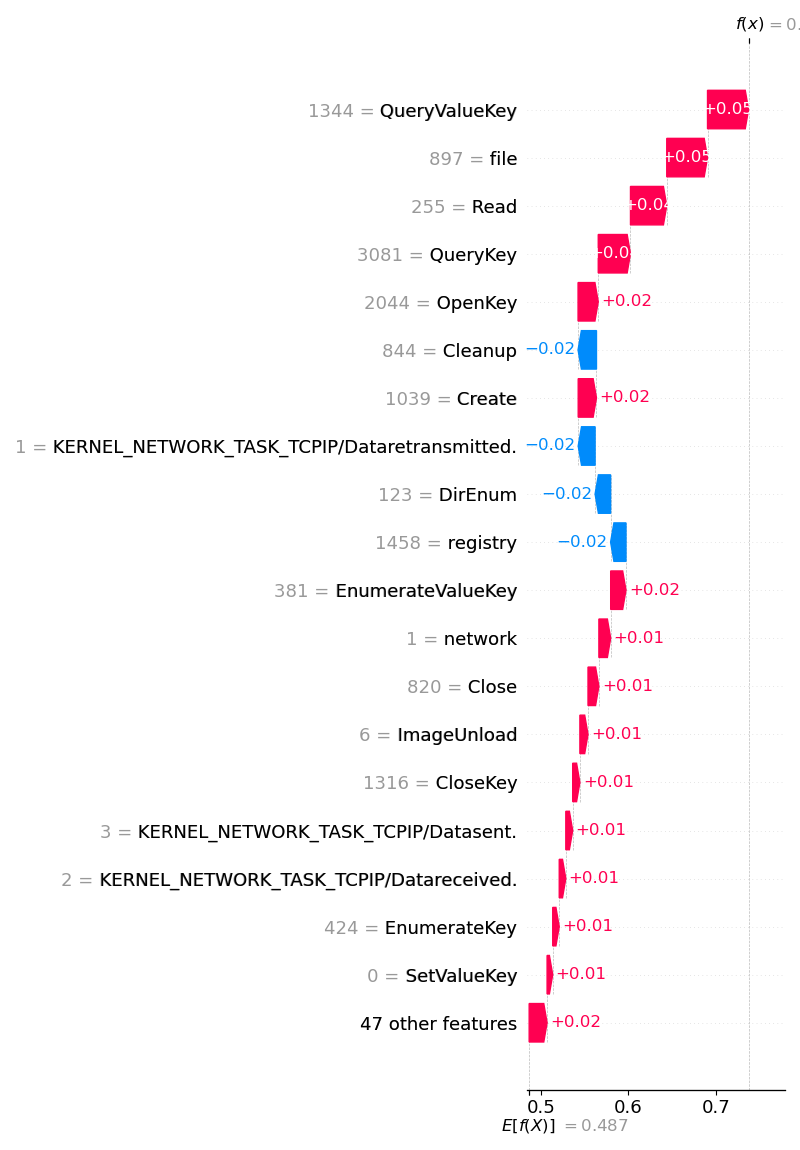 f(x) = 0.
1344 = QueryValueKey +0.05
897 = file +0.05
255 = Read +0.04
3081 = QueryKey
2044 = OpenKey +0.02
844 = Cleanup −0.02
1039 = Create +0.02
1 = KERNEL_NETWORK_TASK_TCPIP/Dataretransmitted. −0.02
123 = DirEnum −0.02
1458 = registry −0.02
381 = EnumerateValueKey +0.02
1 = network +0.01
820 = Close +0.01
6 = ImageUnload +0.01
1316 = CloseKey +0.01
3 = KERNEL_NETWORK_TASK_TCPIP/Datasent. +0.01
2 = KERNEL_NETWORK_TASK_TCPIP/Datareceived. +0.01
424 = EnumerateKey +0.01
0 = SetValueKey +0.01
47 other features +0.02
0.5 0.6 0.7
E[f(X)] = 0.487